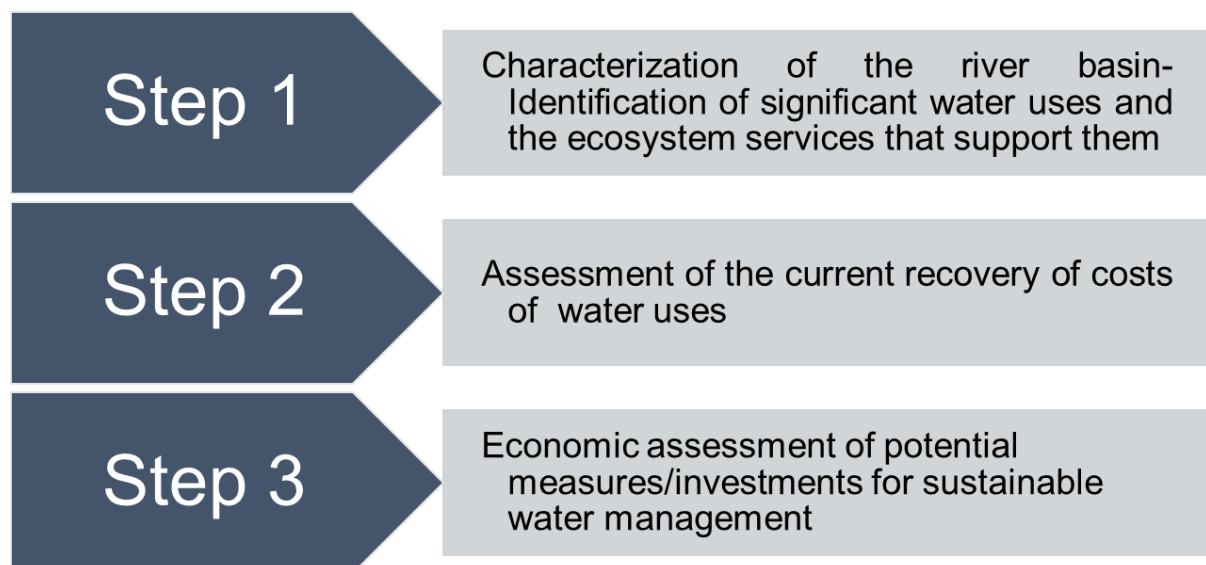 Step 1
Characterization of the river basin-
Identification of significant water uses and
the ecosystem services that support them
Step 2
Assessment of the current recovery of costs
of water uses
Step 3
Economic assessment of potential
measures/investments for sustainable
water management